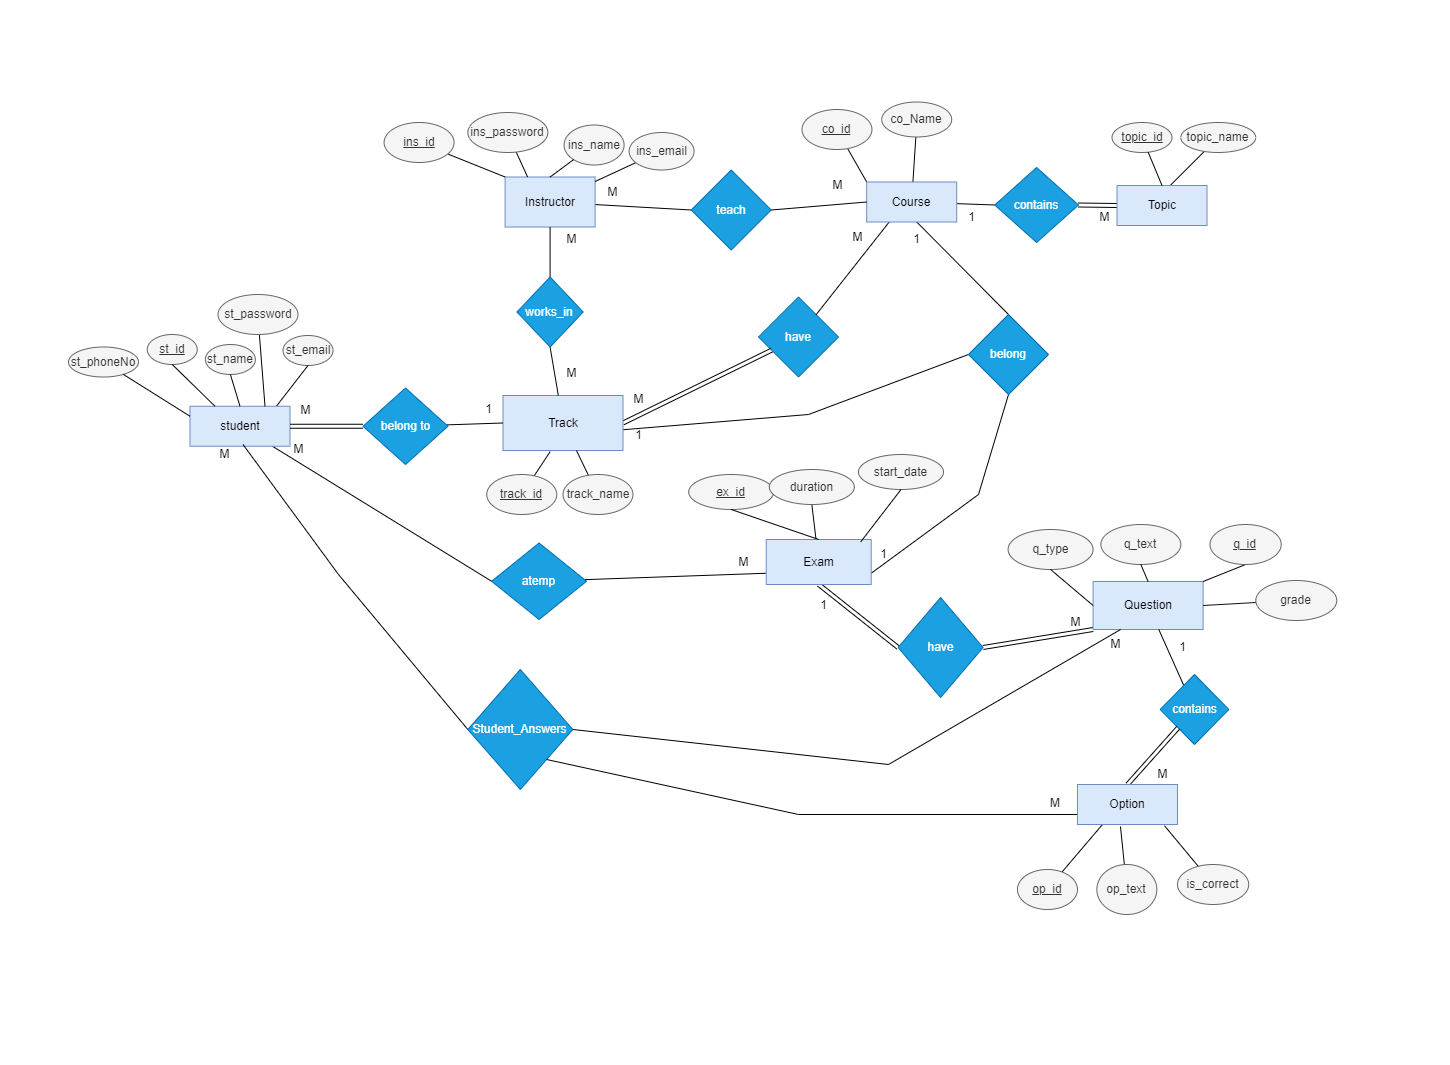 co_id
co_Name
ins_id
ins_password
ins_name
ins_email
topic_id
topic_name
Instructor
M
teach
M
Course
1
contains
M
Topic
M
M
1
works_in
have
belong
M
st_password
st_phoneNo
st_id
st_name
st_email
student
M
belong to
1
Track
M
1
M
M
track_id
track_name
ex_id
duration
start_date
Exam
M
1
1
atemp
q_type
q_text
q_id
grade
Question
M
M
1
have
Student_Answers
contains
M
M
Option
op_id
op_text
is_correct